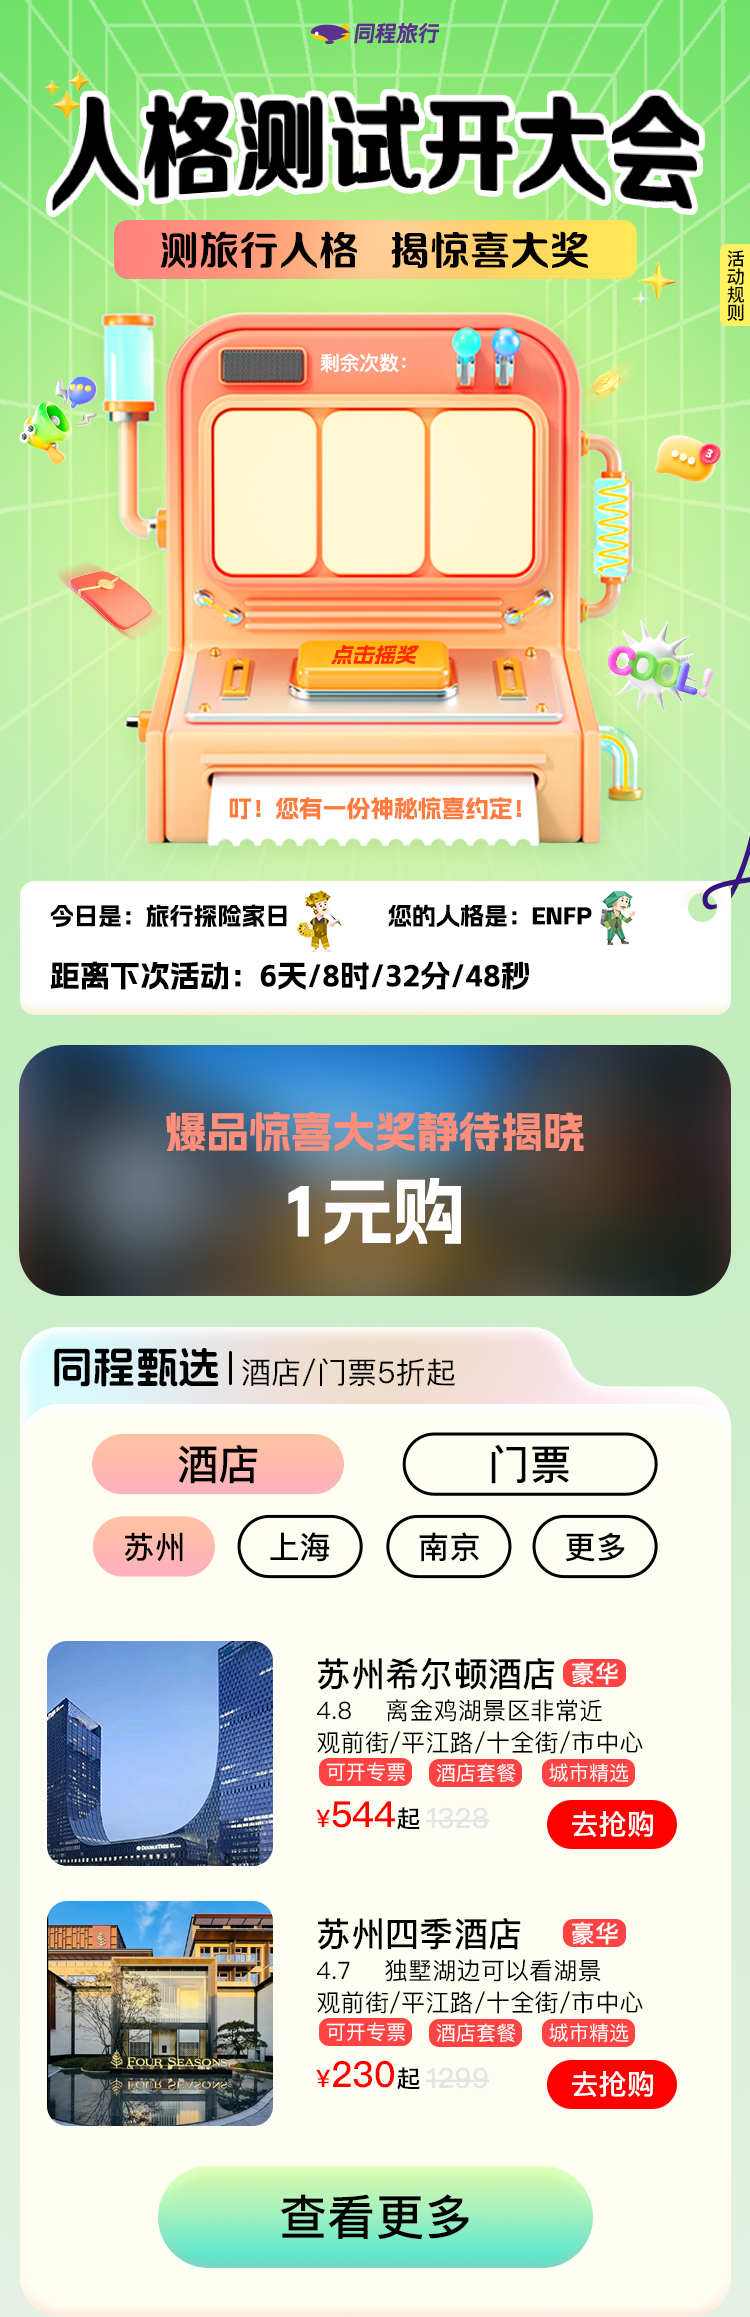 同程旅行
人格测试开大会
测旅行人格 揭惊喜大奖
活动规则
剩余次数：
3
COOL!
点击摇奖
叮！您有一份神秘惊喜约定！
今日是：旅行探险家日 您的人格是：ENFP
距离下次活动：6天/8时/32分/48秒
爆品惊喜大奖静待揭晓
1元购
同程甄选 | 酒店/门票5折起
酒店 门票
苏州 上海 南京 更多
苏州希尔顿酒店 豪华
4.8 离金鸡湖景区非常近
观前街/平江路/十全街/市中心
可开专票 酒店套餐 城市精选
¥544起 1328 去抢购
DOUBLETREE
苏州四季酒店 豪华
4.7 独墅湖边可以看湖景
观前街/平江路/十全街/市中心
可开专票 酒店套餐 城市精选
¥230起 1299 去抢购
FOUR SEASONS
查看更多